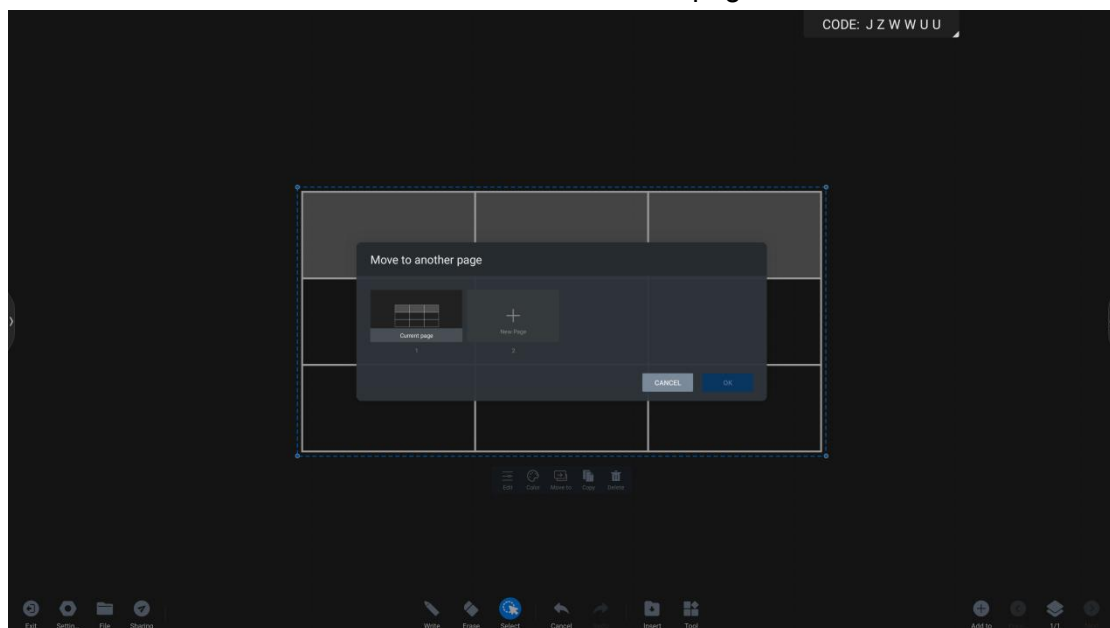 CODE: J Z W W U U
Move to another page
Current page
New Page
1
2
CANCEL
OK
Edit
Color
Move to
Copy
Delete
Exit
Settin...
File
Sharing
Write
Erase
Select
Cancel
Insert
Tool
Add to
1/1